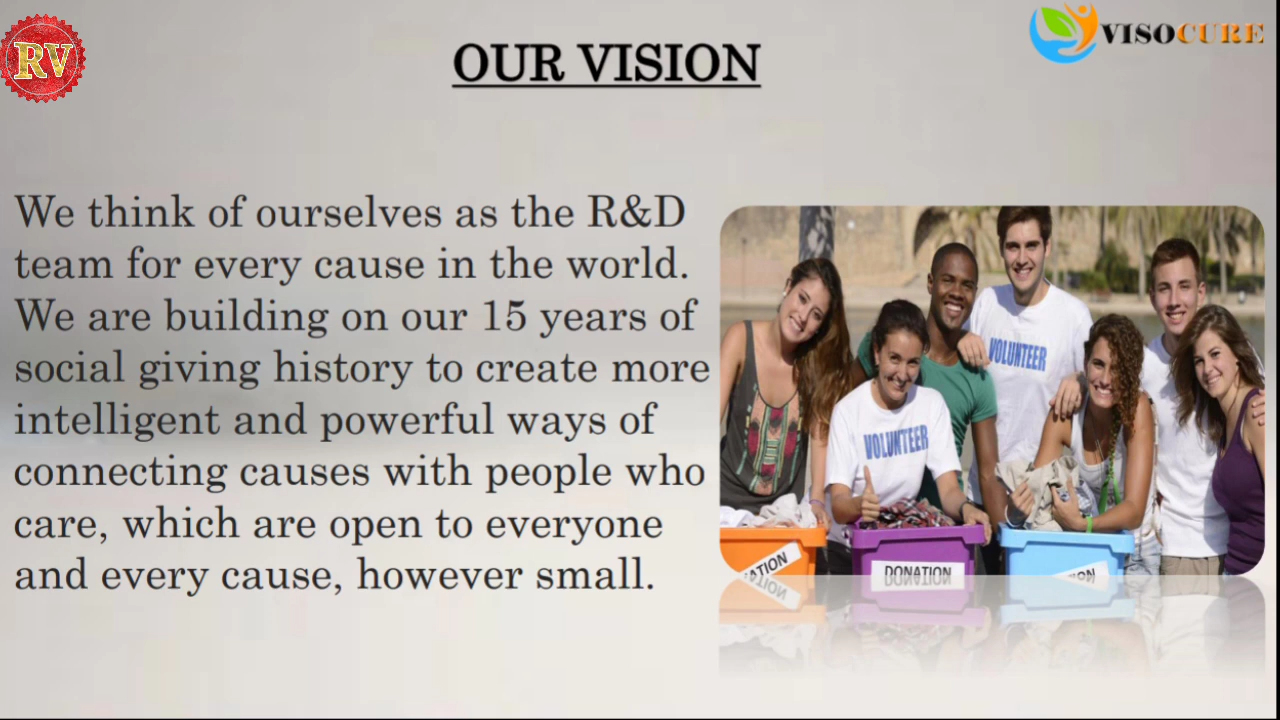 RV
VISOCURE
OUR VISION
We think of ourselves as the R&D
team for every cause in the world.
We are building on our 15 years of
social giving history to create more
intelligent and powerful ways of
connecting causes with people who
care, which are open to everyone
and every cause, however small.
VOLUNTEER
VOLUNTEER
ATION
DONATION
ION